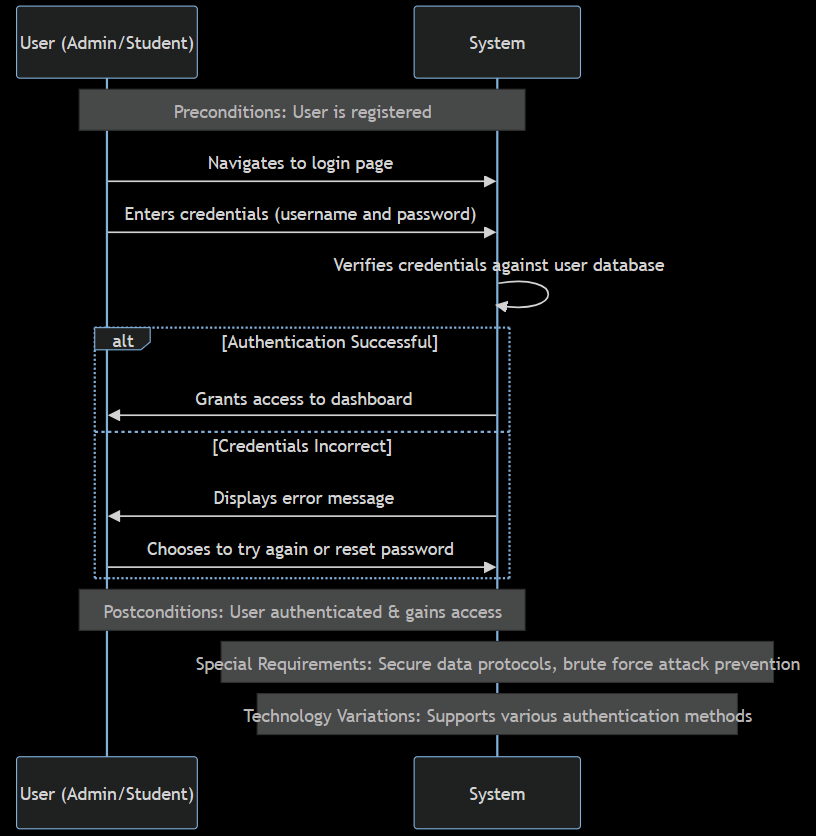 User (Admin/Student)
System
Preconditions: User is registered
Navigates to login page
Enters credentials (username and password)
Verifies credentials against user database
alt
[Authentication Successful]
Grants access to dashboard
[Credentials Incorrect]
Displays error message
Chooses to try again or reset password
Postconditions: User authenticated & gains access
Special Requirements: Secure data protocols, brute force attack prevention
Technology Variations: Supports various authentication methods
User (Admin/Student)
System